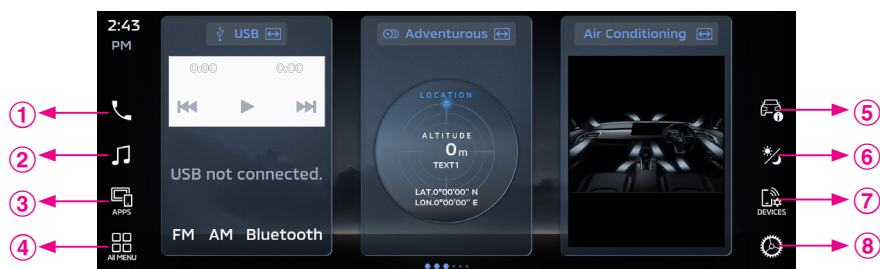 2:43
PM
USB
Adventurous
Air Conditioning
0:00 0:00
USB not connected.
FM AM Bluetooth
LOCATION
ALTITUDE
0 m
TEXT1
LAT.0°00'00" N
LON.0°00'00" E
APPS
All MENU
DEVICES
1
2
3
4
5
6
7
8